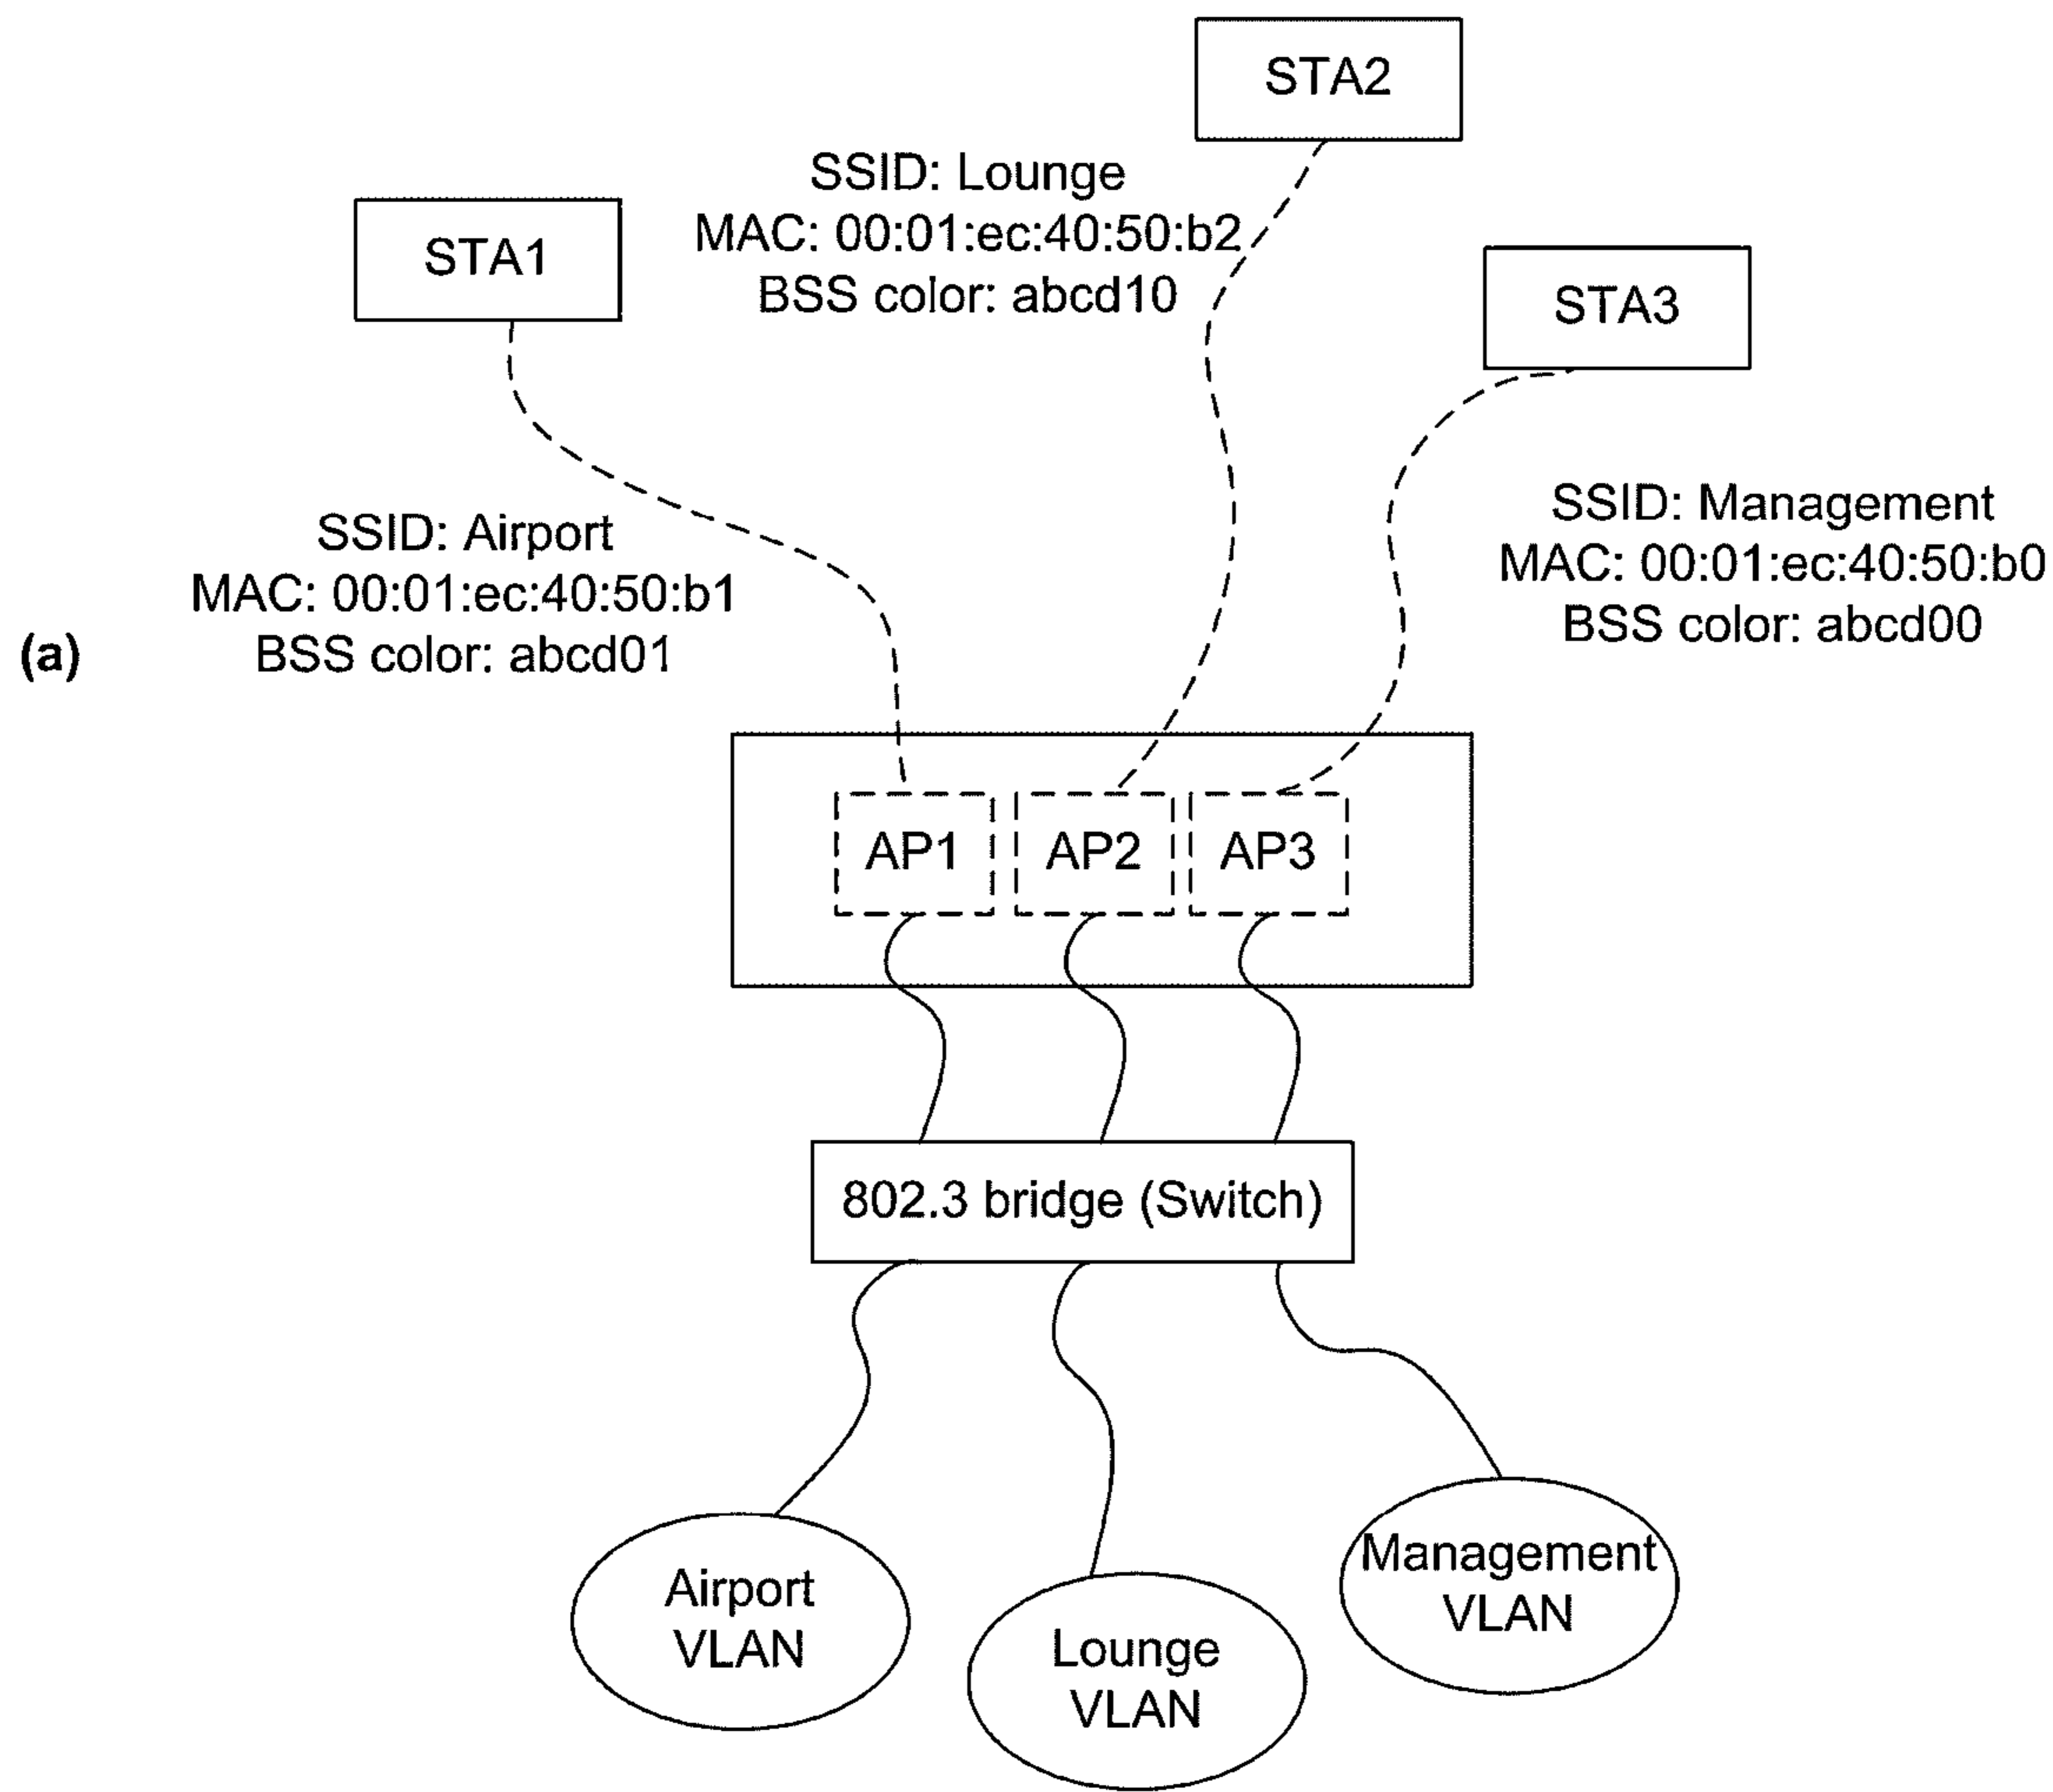 STA2
SSID: Lounge
MAC: 00:01:ec:40:50:b2
BSS color: abcd10
STA1
STA3
SSID: Airport
MAC: 00:01:ec:40:50:b1
BSS color: abcd01
SSID: Management
MAC: 00:01:ec:40:50:b0
BSS color: abcd00
(a)
AP1
AP2
AP3
802.3 bridge (Switch)
Airport
VLAN
Lounge
VLAN
Management
VLAN